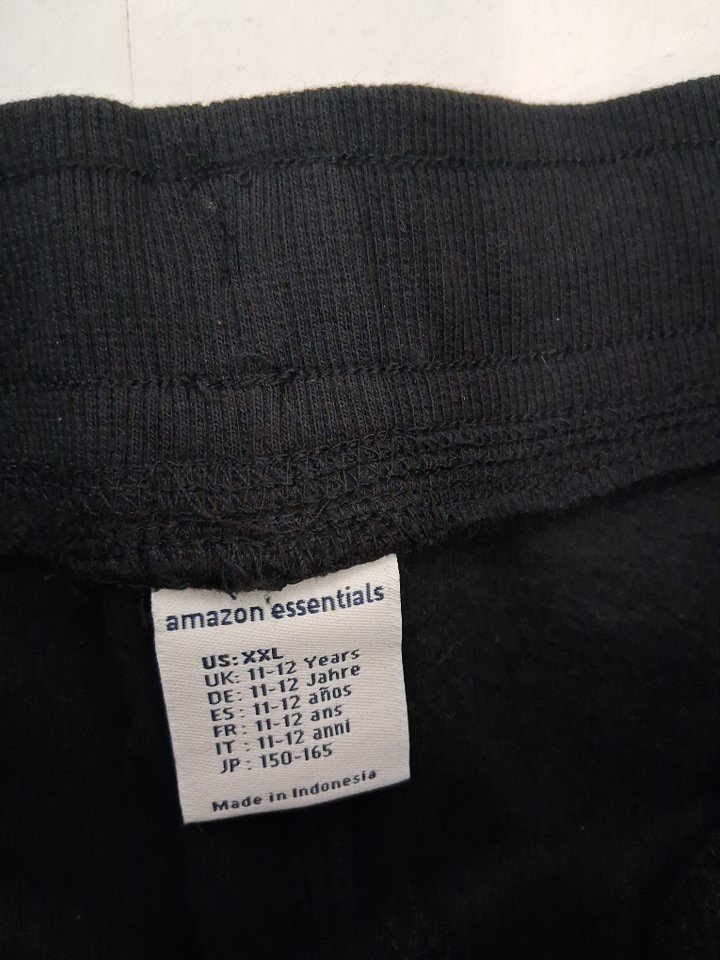 amazon essentials
US: XXL
UK: 11-12 Years
DE: 11-12 Jahre
ES: 11-12 años
FR: 11-12 ans
IT : 11-12 anni
JP : 150-165
Made in Indonesia